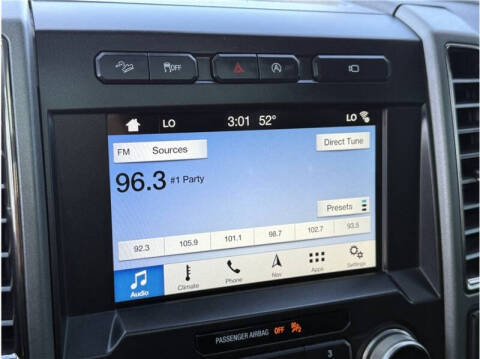 OFF
LO 3:01 52° LO
FM Sources Direct Tune
96.3 #1 Party
Presets
92.3 105.9 101.1 98.7 102.7 93.5
Audio Climate Phone Nav Apps Settings
PASSENGER AIRBAG OFF
3